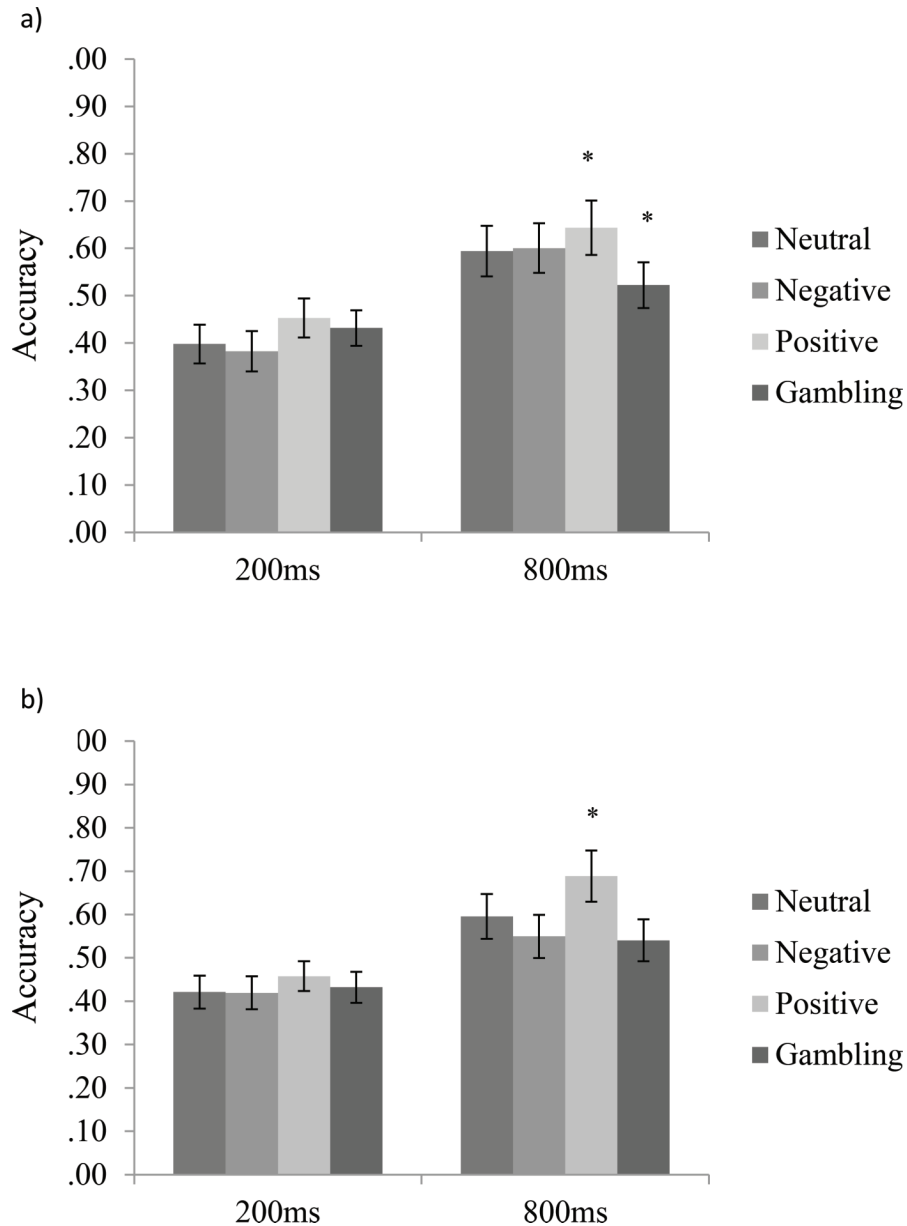 a)
.00
.90
.80
.70
.60
.50
.40
.30
.20
.10
.00
Accuracy
*
*
200ms
800ms
Neutral
Negative
Positive
Gambling
b)
00
.90
.80
.70
.60
.50
.40
.30
.20
.10
.00
Accuracy
*
200ms
800ms
Neutral
Negative
Positive
Gambling